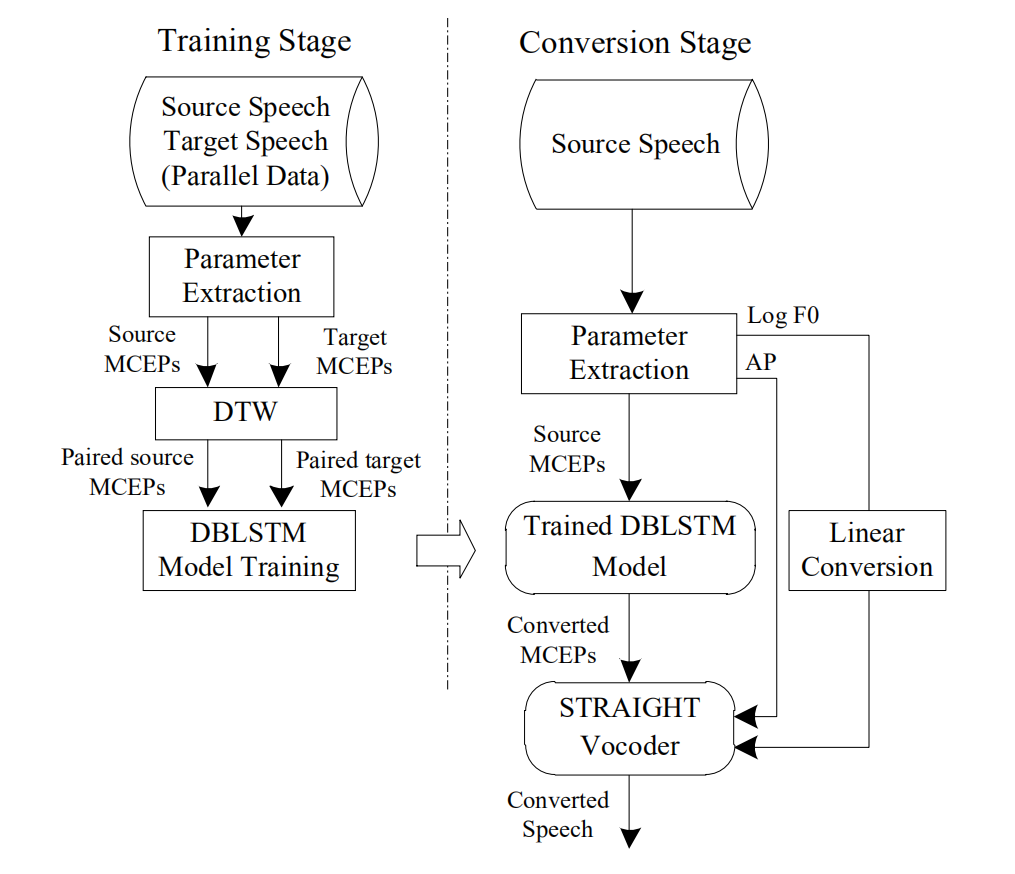 Training Stage
Source Speech
Target Speech
(Parallel Data)
Parameter
Extraction
Source
MCEPs
Target
MCEPs
DTW
Paired source
MCEPs
Paired target
MCEPs
DBLSTM
Model Training
Conversion Stage
Source Speech
Parameter
Extraction
Log F0
AP
Source
MCEPs
Trained DBLSTM
Model
Linear
Conversion
Converted
MCEPs
STRAIGHT
Vocoder
Converted
Speech